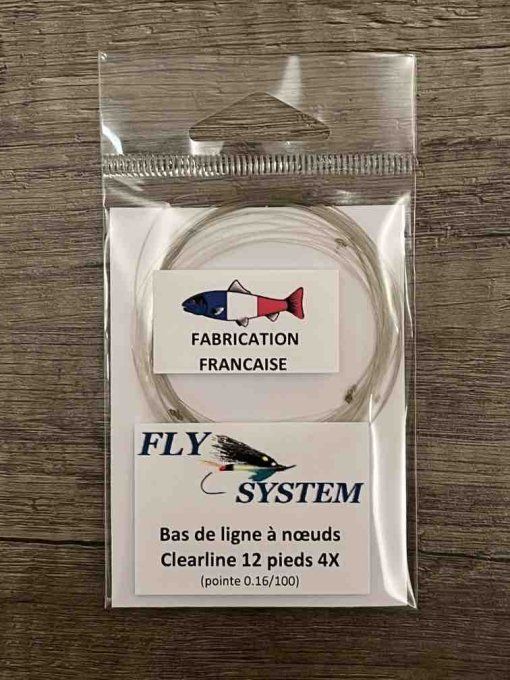 FABRICATION
FRANCAISE
FLY
SYSTEM
Bas de ligne à nœuds
Clearline 12 pieds 4X
(pointe 0.16/100)